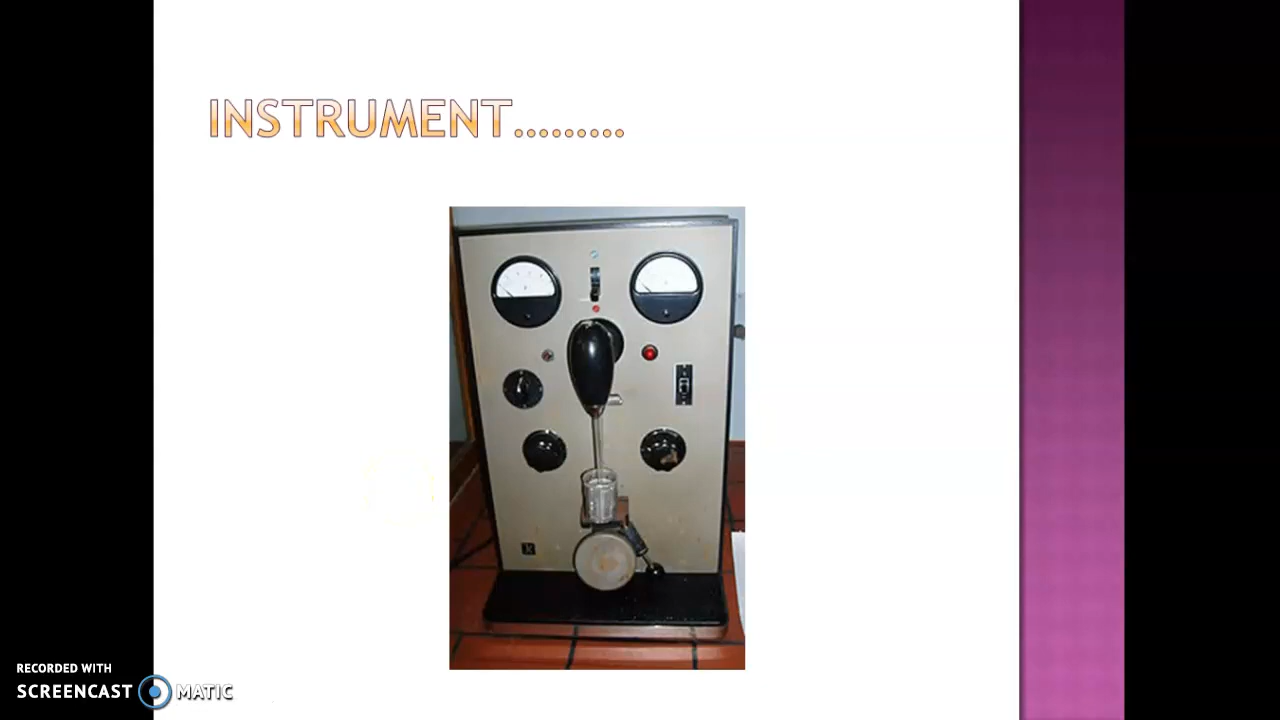 INSTRUMENT.........
RECORDED WITH
SCREENCAST MATIC